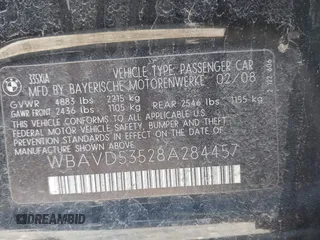 335XIA VEHICLE TYPE: PASSENGER CAR
MFD BY BAYERISCHE MOTORENWERKE 02/08
GVWR 4883 lbs. 2215 kg
GAWR FRONT 2436 lbs. 1105 kg REAR 2546 lbs. 1155 kg
THIS VEHICLE CONFORMS TO ALL APPLICABLE
FEDERAL MOTOR VEHICLE SAFETY, BUMPER AND
THEFT PREVENTION STANDARDS IN EFFECT ON
THE DATE OF MANUFACTURE SHOWN ABOVE.
WBAVD53528A284457
DREAMBID